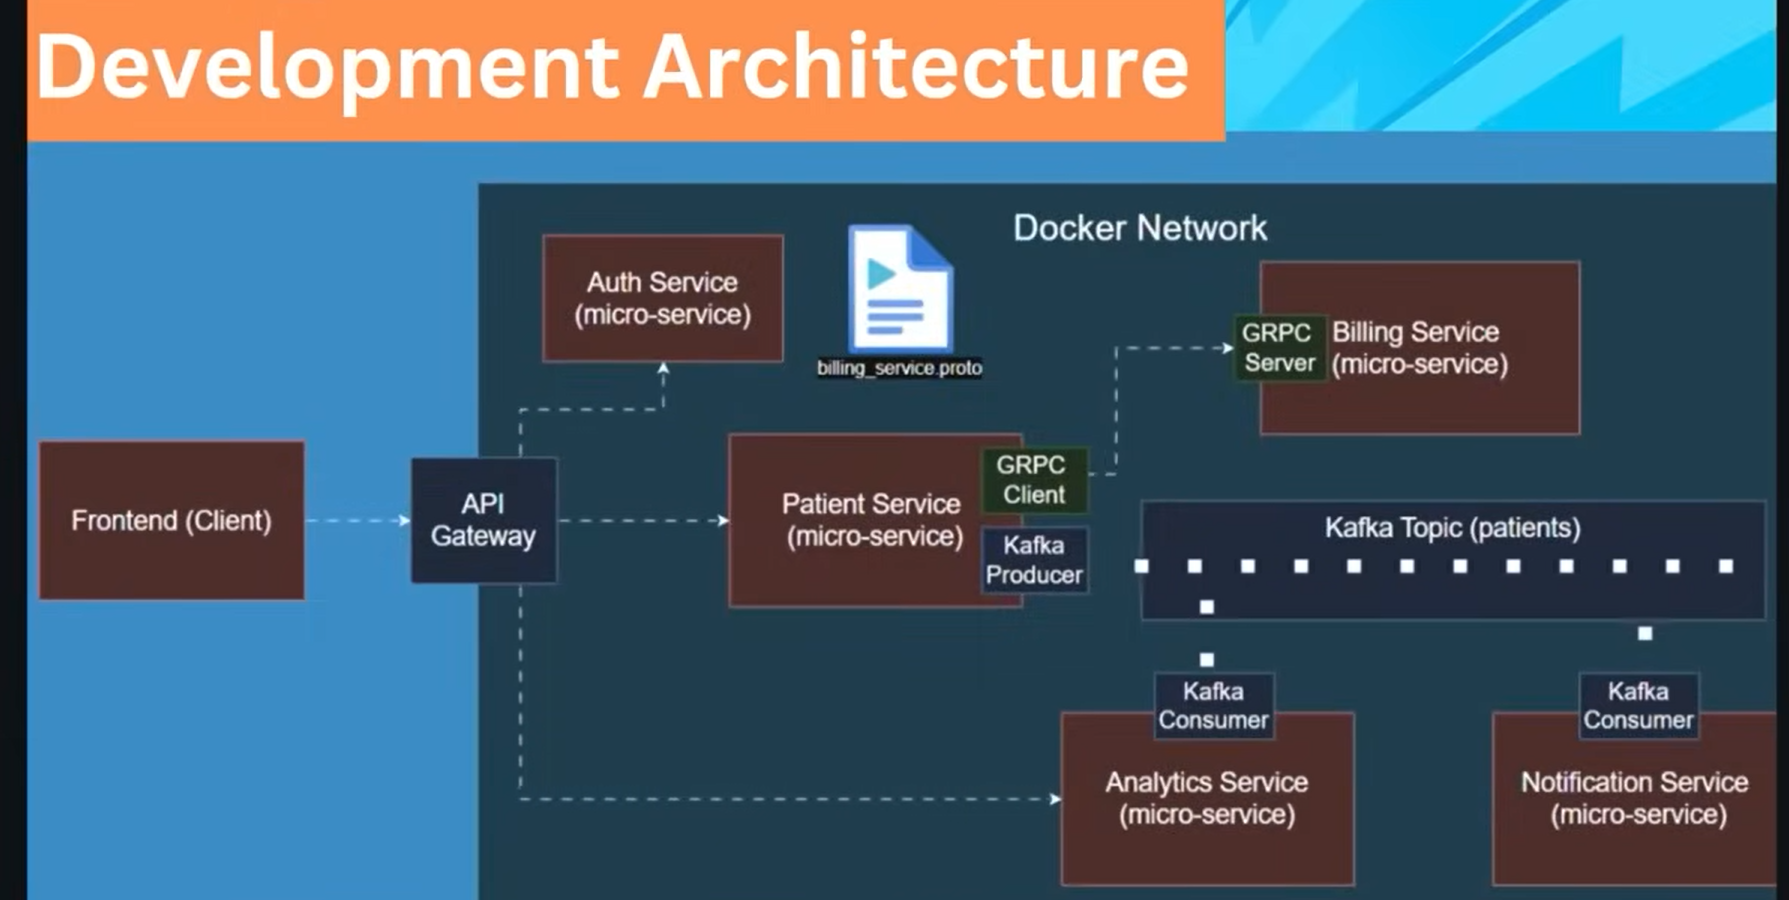 Development Architecture
Docker Network
Auth Service
(micro-service)
billing_service.proto
GRPC
Server
Billing Service
(micro-service)
Frontend (Client)
API
Gateway
Patient Service
(micro-service)
GRPC
Client
Kafka
Producer
Kafka Topic (patients)
Kafka
Consumer
Analytics Service
(micro-service)
Kafka
Consumer
Notification Service
(micro-service)